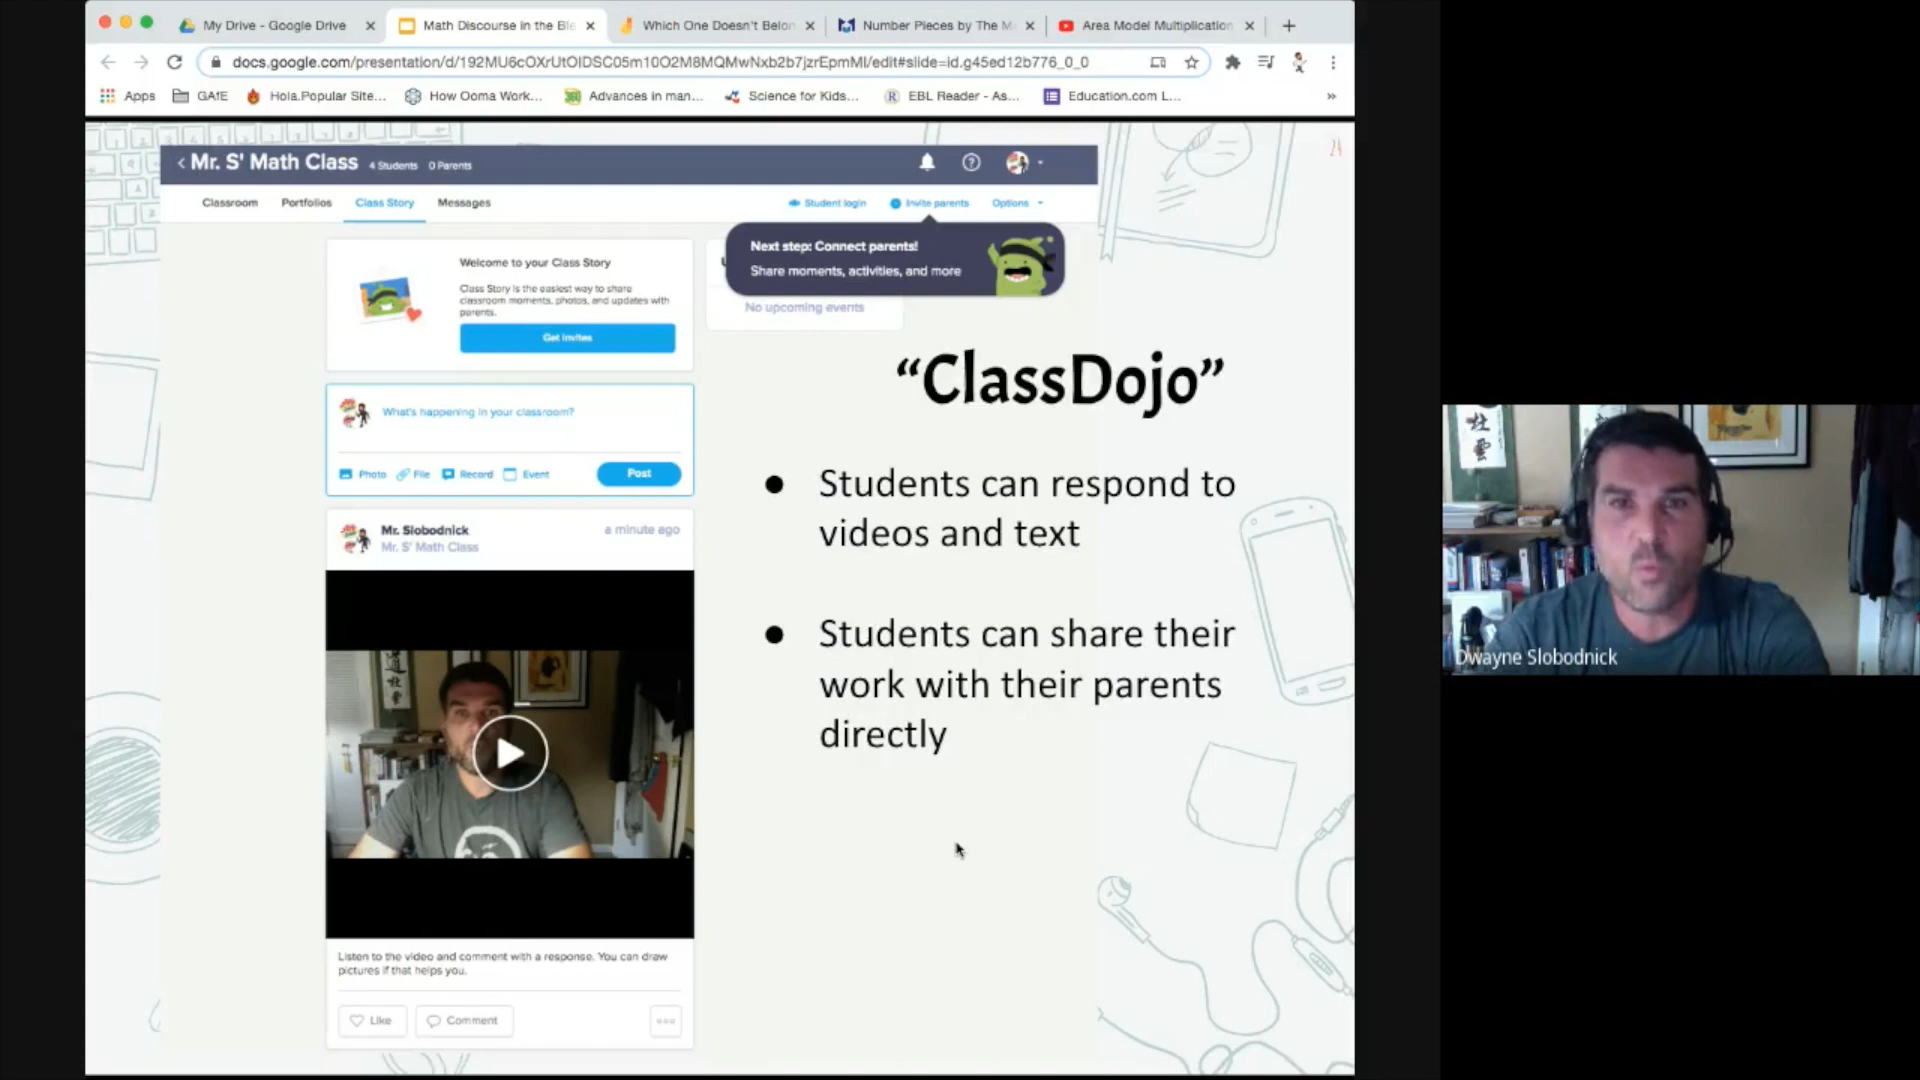 My Drive - Google Drive
Math Discourse in the Ble
Which One Doesn't Belon
Number Pieces by The M
Area Model Multiplication
docs.google.com/presentation/d/192MU6cOXrUtOIDSC05m10O2M8MQMwNxb2b7jzrEpmMI/edit#slide=id.g45ed12b776_0_0
Apps
GAfE
Hola.Popular Site...
How Ooma Work...
Advances in man...
Science for Kids...
EBL Reader - As...
Education.com L...
»
24
Mr. S' Math Class 4 Students 0 Parents
Classroom Portfolios Class Story Messages
Student login Invite parents Options
Next step: Connect parents!
Share moments, activities, and more
No upcoming events
Welcome to your Class Story
Class Story is the easiest way to share
classroom moments, photos, and updates with
parents.
Get invites
What's happening in your classroom?
Photo File Record Event Post
Mr. Slobodnick a minute ago
Mr. S' Math Class
Listen to the video and comment with a response. You can draw
pictures if that helps you.
Like Comment
“ClassDojo”
● Students can respond to
videos and text
● Students can share their
work with their parents
directly
Dwayne Slobodnick